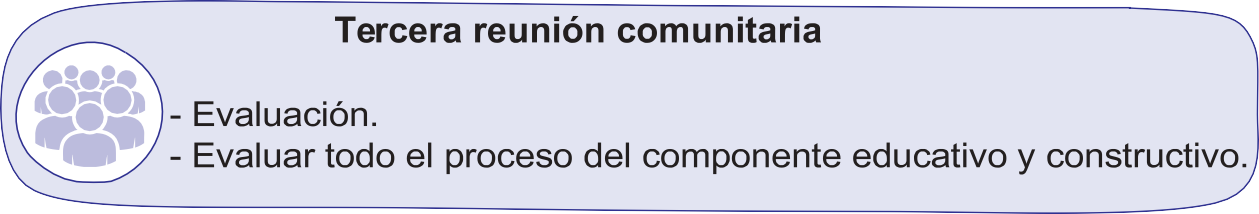 Tercera reunión comunitaria
- Evaluación.
- Evaluar todo el proceso del componente educativo y constructivo.